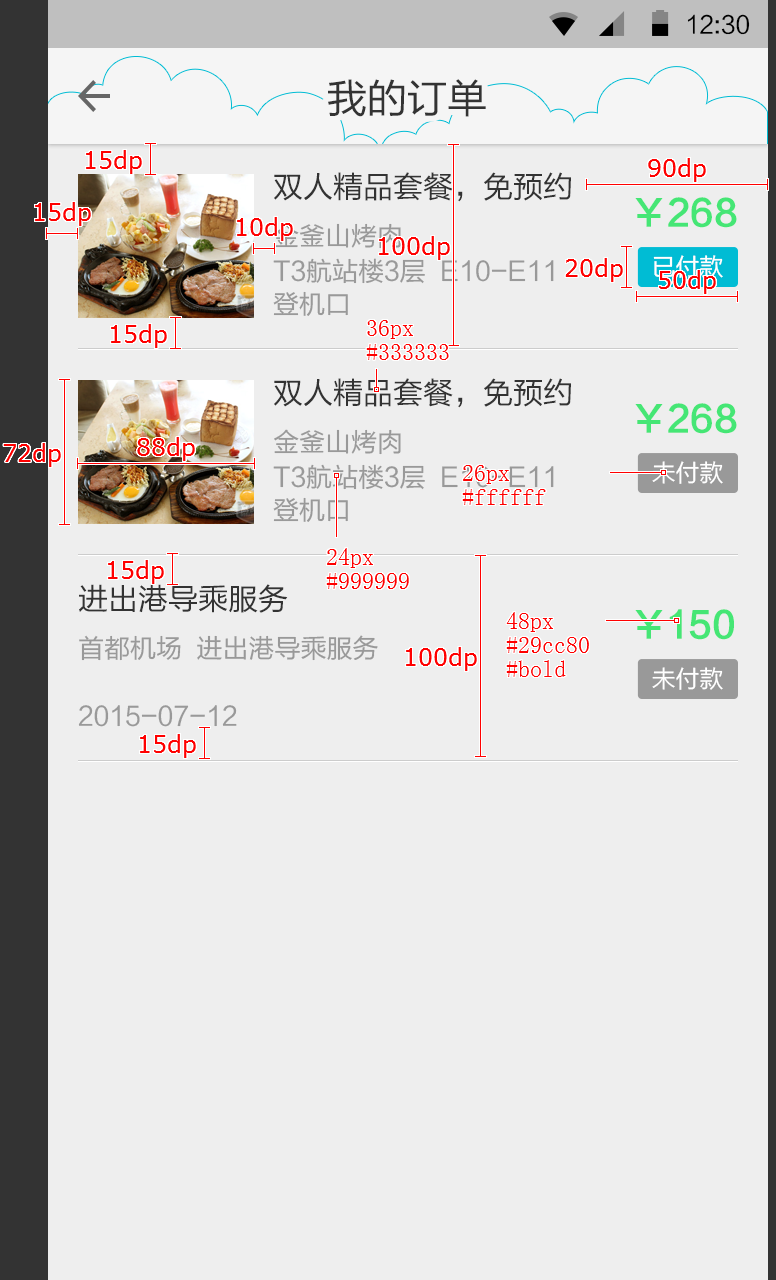 12:30
我的订单
15dp
90dp
双人精品套餐，免预约
¥268
15dp
10dp
金釜山烤肉
100dp
T3航站楼3层 E10-E11
登机口
20dp
已付款
50dp
15dp
36px
#333333
双人精品套餐，免预约
¥268
72dp
88dp
金釜山烤肉
T3航站楼3层 E10-E11
登机口
26px
#ffffff
未付款
24px
#999999
15dp
进出港导乘服务
首都机场 进出港导乘服务
100dp
48px
#29cc80
#bold
¥150
未付款
2015-07-12
15dp